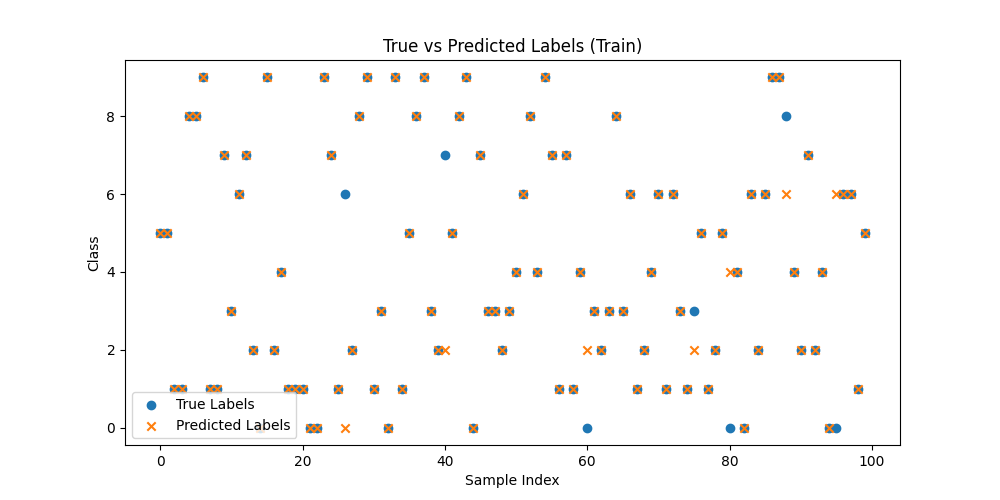 True vs Predicted Labels (Train)
Class
8
6
4
2
0
True Labels
Predicted Labels
0 20 40 60 80 100
Sample Index